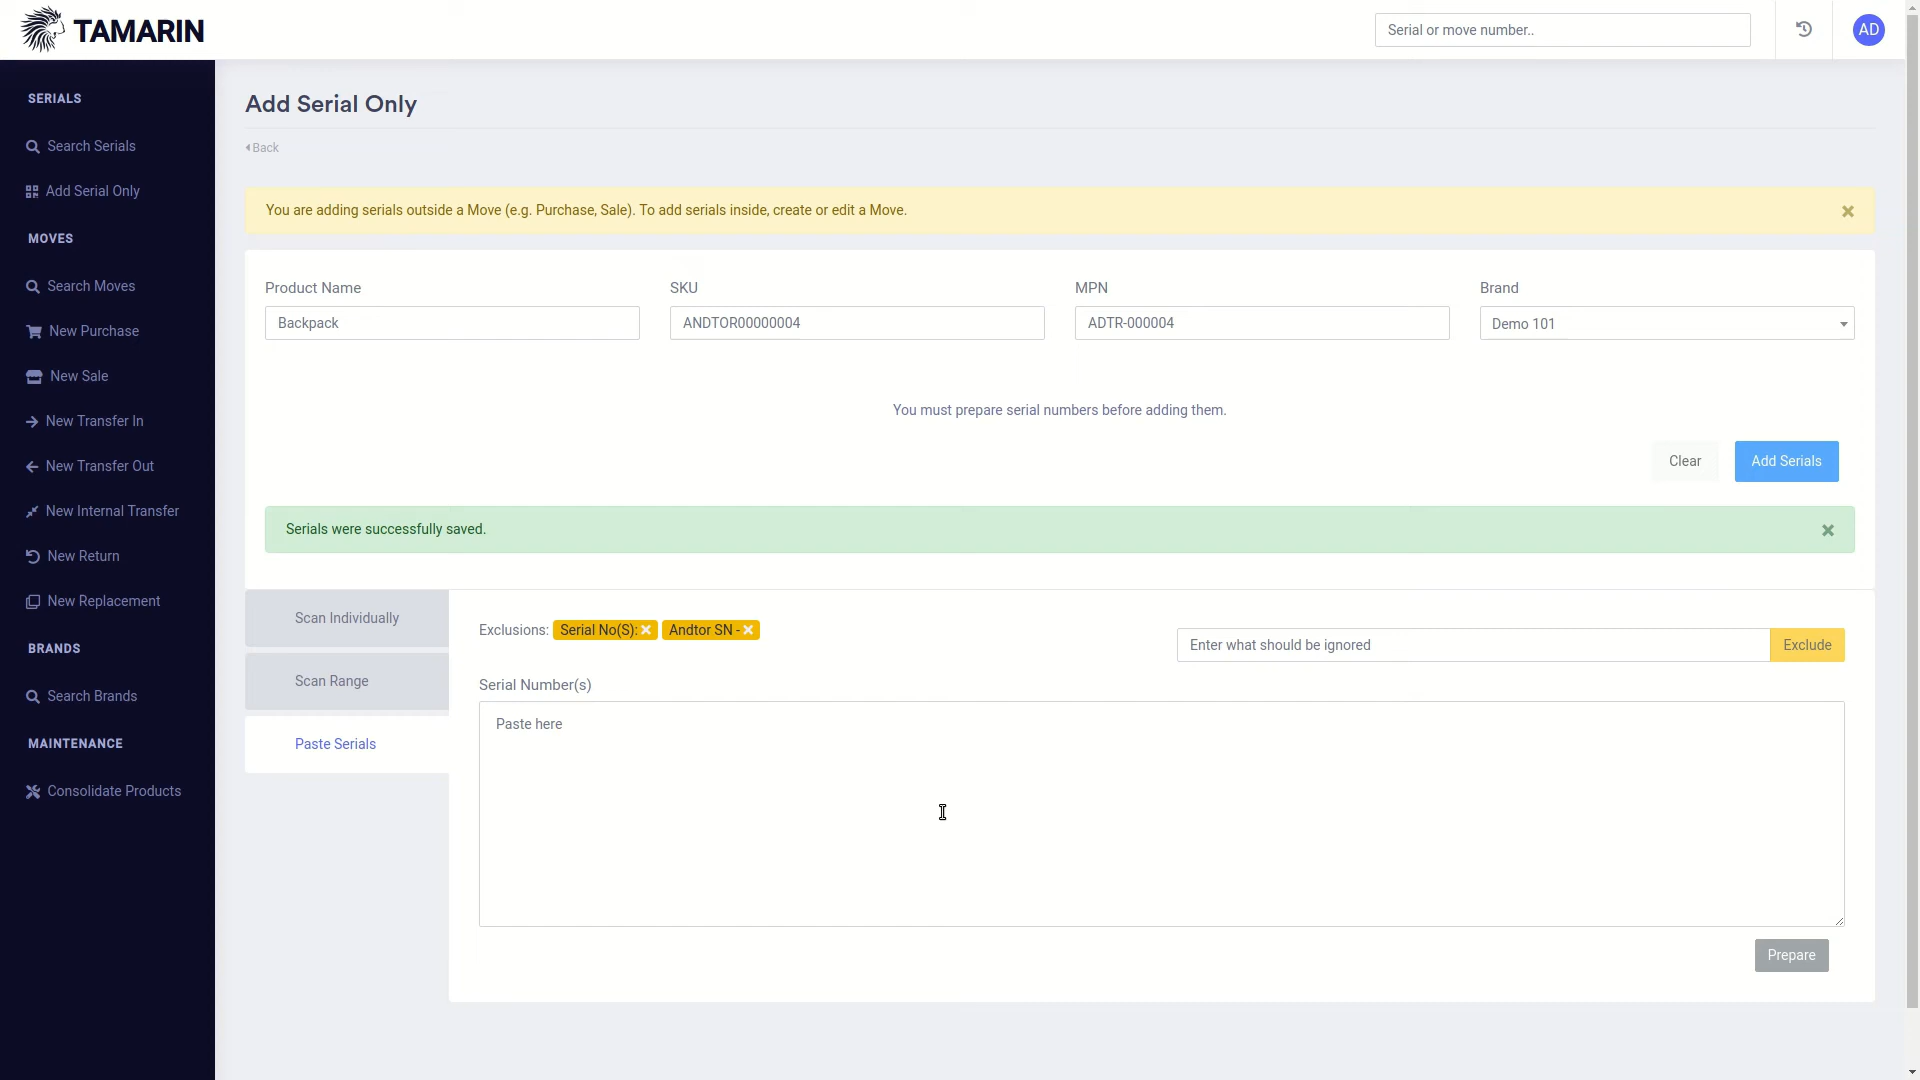 TAMARIN
Serial or move number..
AD
SERIALS
Search Serials
Add Serial Only
MOVES
Search Moves
New Purchase
New Sale
New Transfer In
New Transfer Out
New Internal Transfer
New Return
New Replacement
BRANDS
Search Brands
MAINTENANCE
Consolidate Products
Add Serial Only
Back
You are adding serials outside a Move (e.g. Purchase, Sale). To add serials inside, create or edit a Move.
Product Name
SKU
MPN
Brand
Backpack
ANDTOR00000004
ADTR-000004
Demo 101
You must prepare serial numbers before adding them.
Clear
Add Serials
Serials were successfully saved.
Scan Individually
Scan Range
Paste Serials
Exclusions: Serial No(S): Andtor SN -
Enter what should be ignored
Exclude
Serial Number(s)
Paste here
Prepare